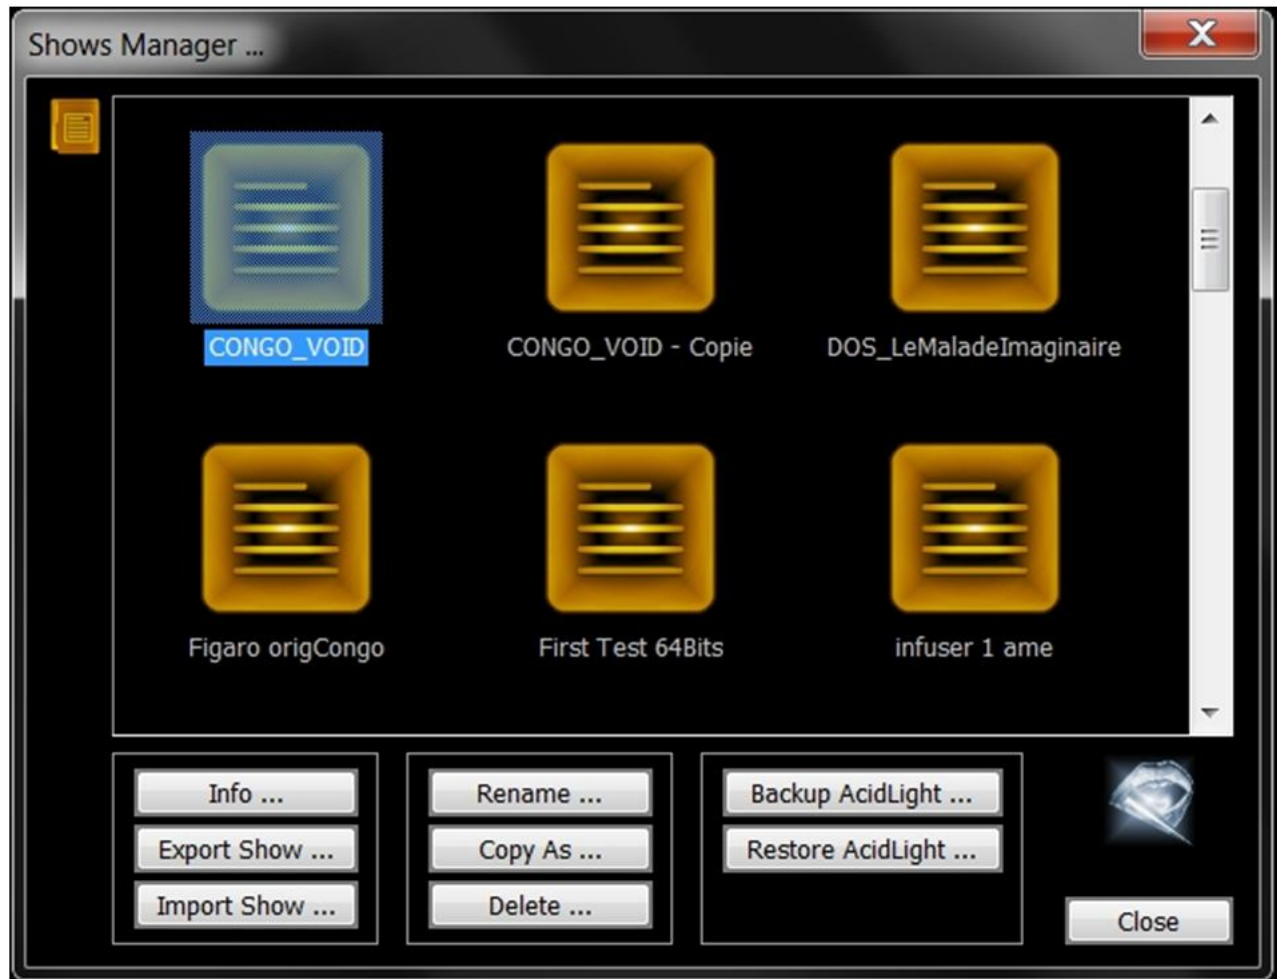 Shows Manager ...
CONGO_VOID
CONGO_VOID - Copie
DOS_LeMaladeImaginaire
Figaro origCongo
First Test 64Bits
infuser 1 ame
Info ...
Export Show ...
Import Show ...
Rename ...
Copy As ...
Delete ...
Backup AcidLight ...
Restore AcidLight ...
Close